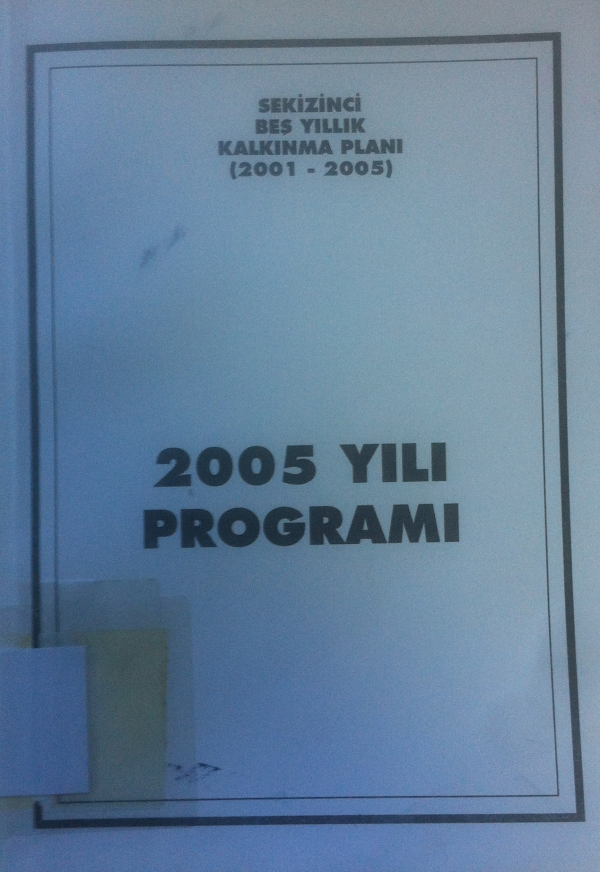 SEKİZİNCİ
BEŞ YILLIK
KALKINMA PLANI
(2001 - 2005)
2005 YILI
PROGRAMI